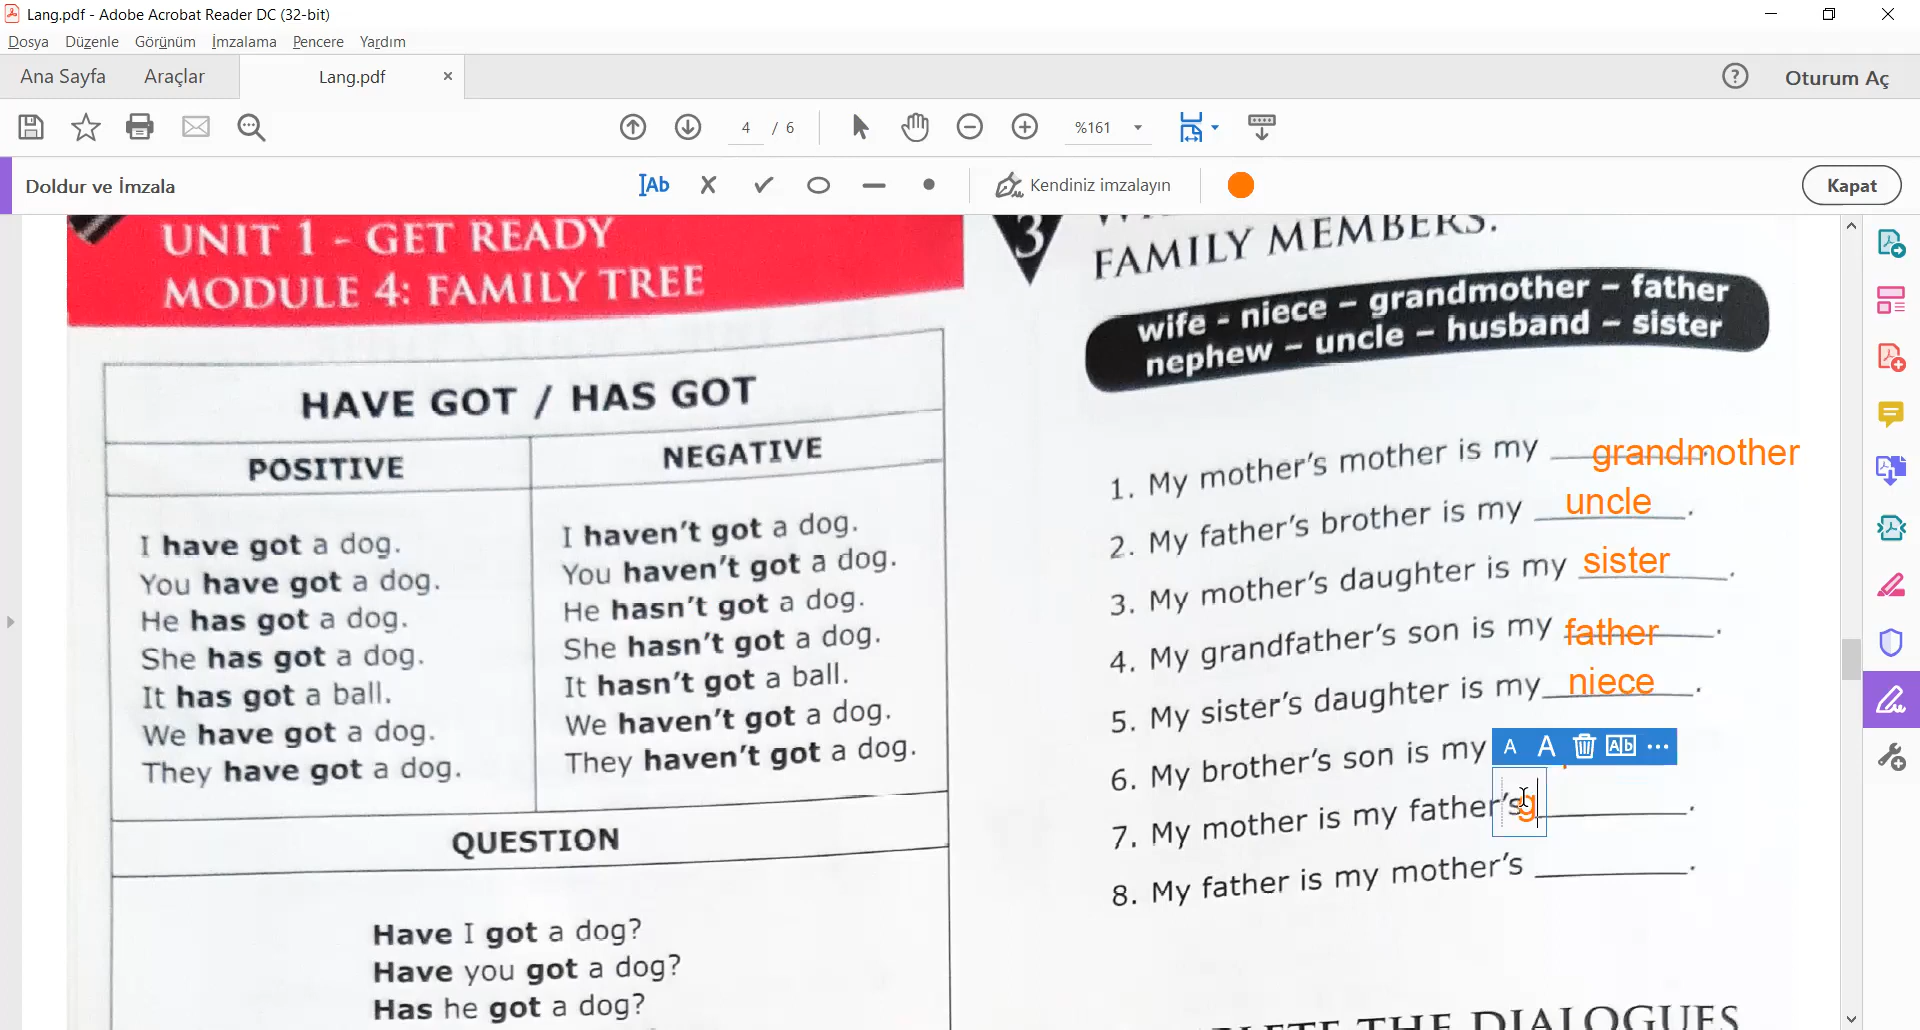 Lang.pdf - Adobe Acrobat Reader DC (32-bit)
Dosya Düzenle Görünüm İmzalama Pencere Yardım
Ana Sayfa Araçlar Lang.pdf × Oturum Aç
4 / 6 %161
Doldur ve İmzala Ab Kendiniz imzalayın Kapat
UNIT 1 - GET READY
MODULE 4: FAMILY TREE
HAVE GOT / HAS GOT
POSITIVE
I have got a dog.
You have got a dog.
He has got a dog.
She has got a dog.
It has got a ball.
We have got a dog.
They have got a dog.
NEGATIVE
I haven't got a dog.
You haven't got a dog.
He hasn't got a dog.
She hasn't got a dog.
It hasn't got a ball.
We haven't got a dog.
They haven't got a dog.
QUESTION
Have I got a dog?
Have you got a dog?
Has he got a dog?
3
FAMILY MEMBERS.
wife - niece – grandmother – father
nephew – uncle – husband – sister
1. My mother's mother is my grandmother.
2. My father's brother is my uncle.
3. My mother's daughter is my sister.
4. My grandfather's son is my father.
5. My sister's daughter is my niece.
6. My brother's son is my
A A Ab ...
7. My mother is my father's g ________.
8. My father is my mother's ________.
THE DIALOGUES